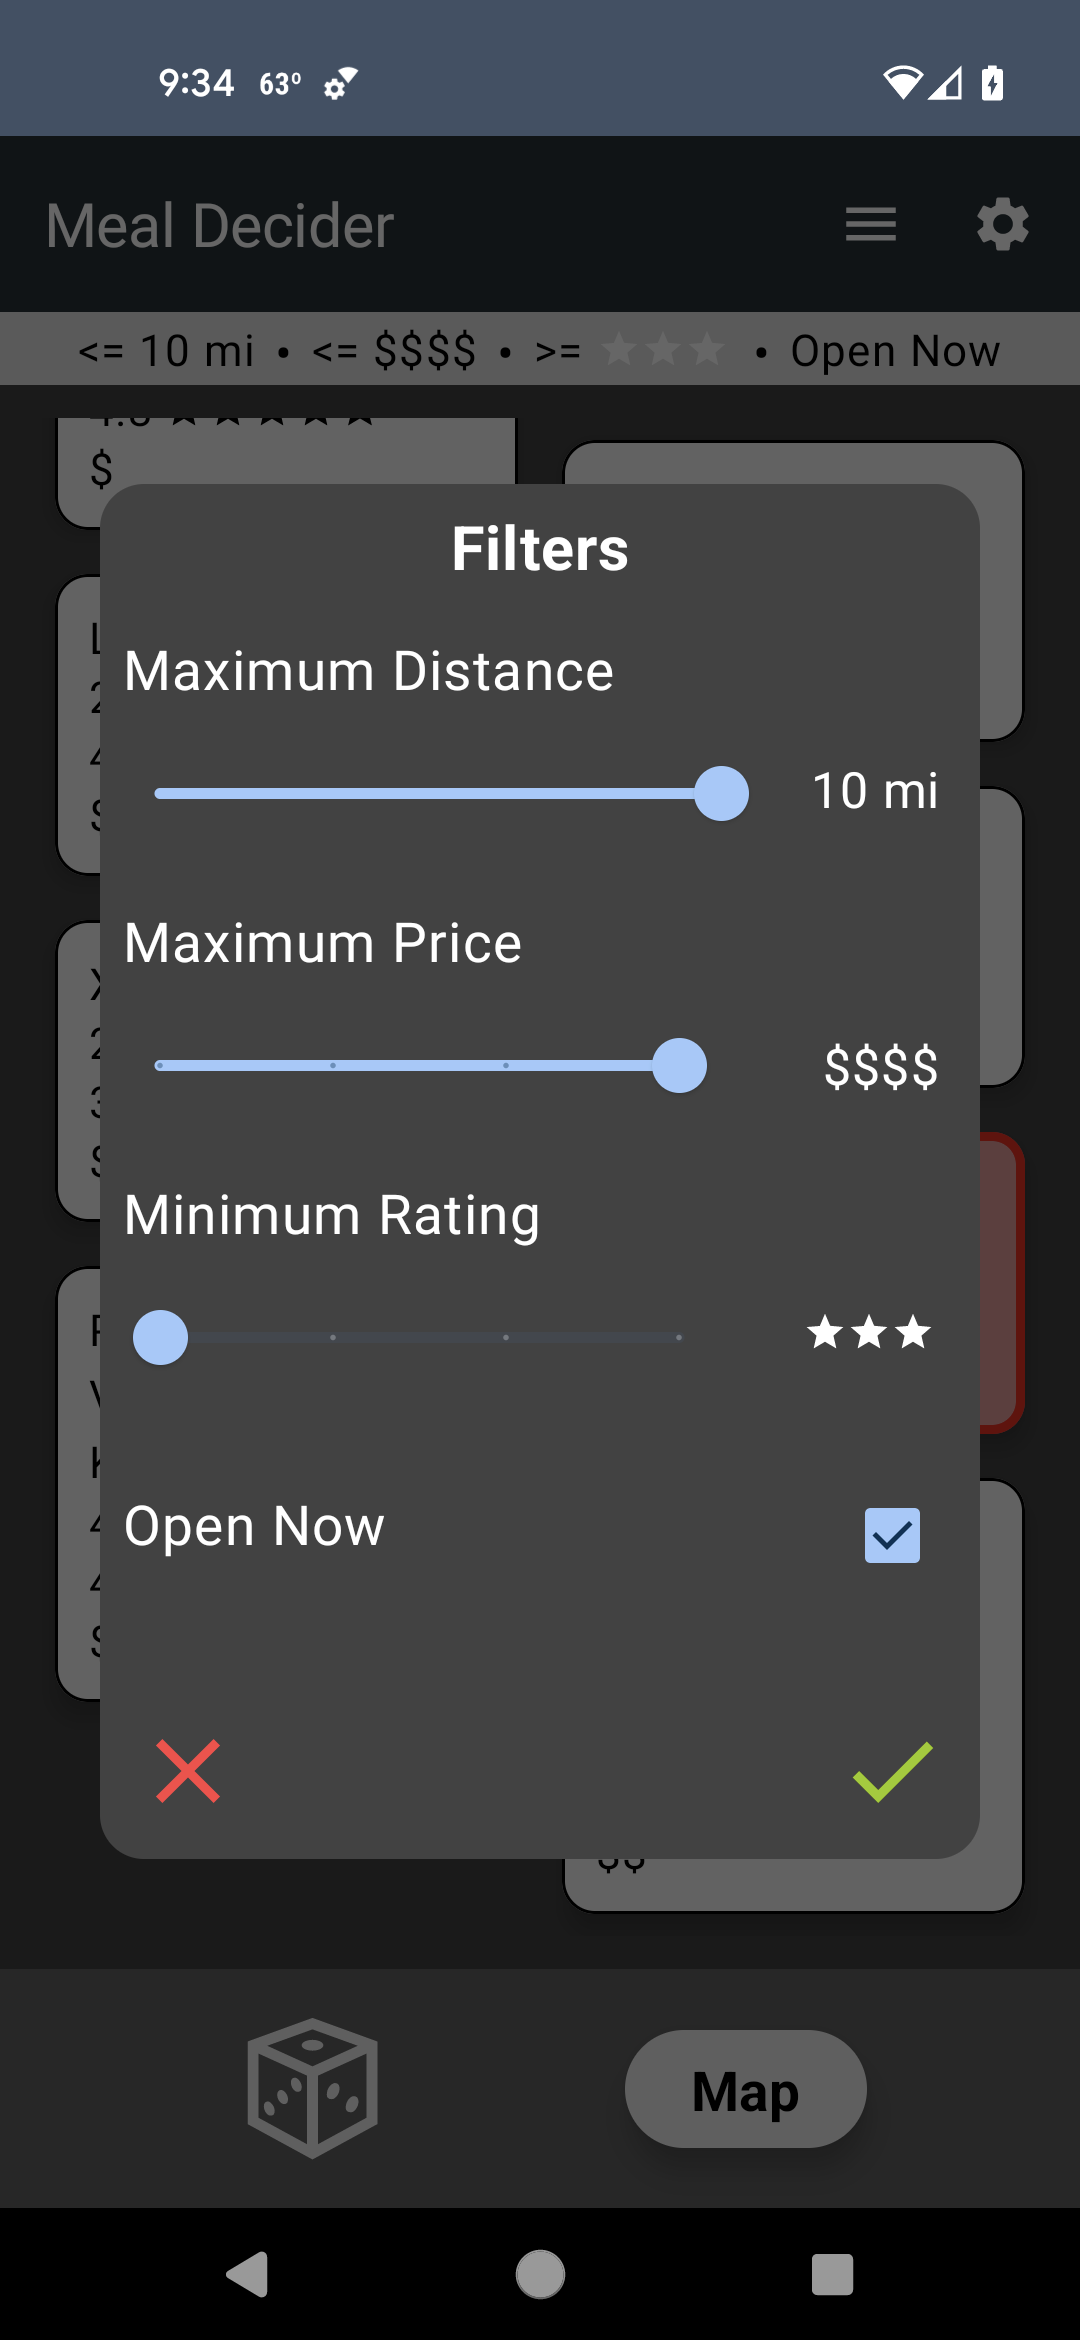 9:34 63°
Meal Decider
<= 10 mi • <= $$$$ • >= ★★★ • Open Now
$
Filters
Maximum Distance
10 mi
Maximum Price
$$$$
Minimum Rating
★★★
Open Now
$$
Map